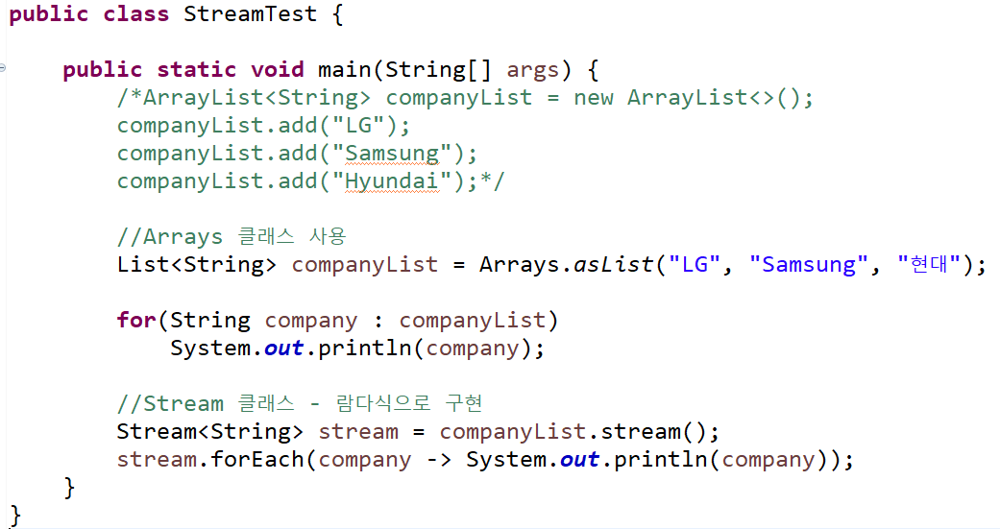 public class StreamTest {
public static void main(String[] args) {
/*ArrayList<String> companyList = new ArrayList<>();
companyList.add("LG");
companyList.add("Samsung");
companyList.add("Hyundai");*/
//Arrays 클래스 사용
List<String> companyList = Arrays.asList("LG", "Samsung", "현대");
for(String company : companyList)
System.out.println(company);
//Stream 클래스 - 람다식으로 구현
Stream<String> stream = companyList.stream();
stream.forEach(company -> System.out.println(company));
}
}